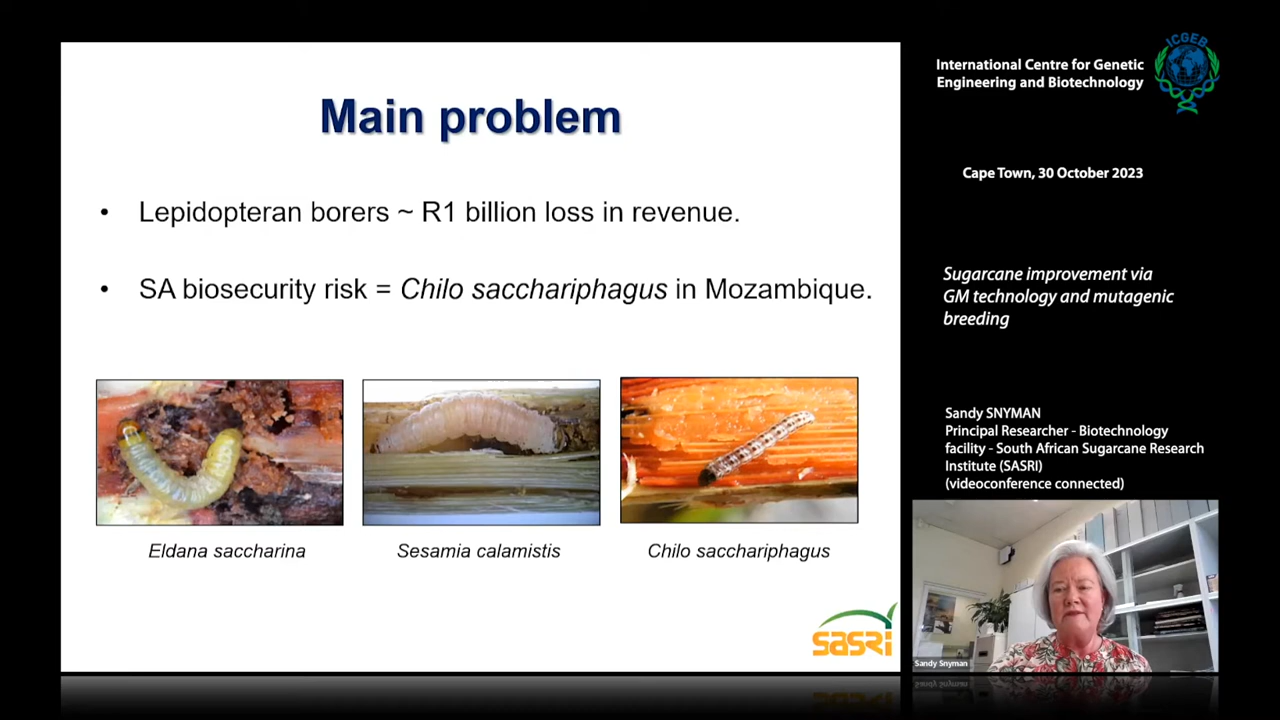 Main problem
• Lepidopteran borers ~ R1 billion loss in revenue.
• SA biosecurity risk = Chilo sacchariphagus in Mozambique.
Eldana saccharina
Sesamia calamistis
Chilo sacchariphagus
sasri
International Centre for Genetic
Engineering and Biotechnology
ICGEB
Cape Town, 30 October 2023
Sugarcane improvement via
GM technology and mutagenic
breeding
Sandy SNYMAN
Principal Researcher - Biotechnology
facility - South African Sugarcane Research
Institute (SASRI)
(videoconference connected)
Sandy Snyman